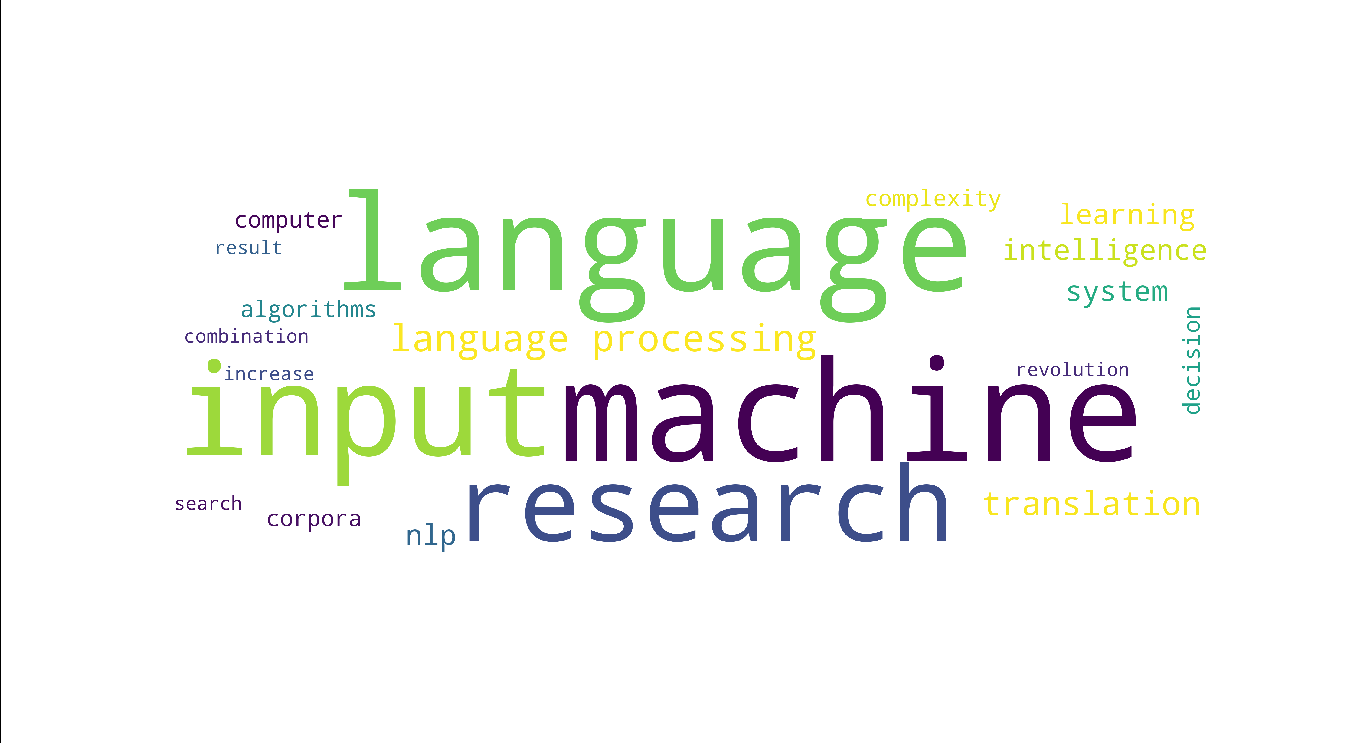 language
complexity
computer
learning
result
intelligence
system
algorithms
combination
language processing
decision
increase
input
machine
revolution
search
corpora
nlp
research
translation